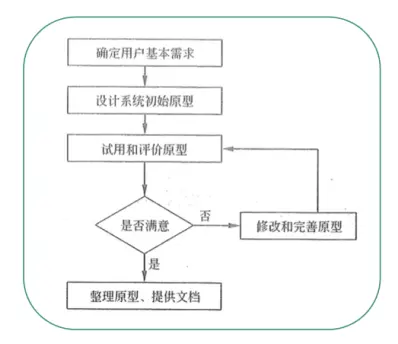 确定用户基本需求
设计系统初始原型
试用和评价原型
是否满意
否
修改和完善原型
是
整理原型、提供文档